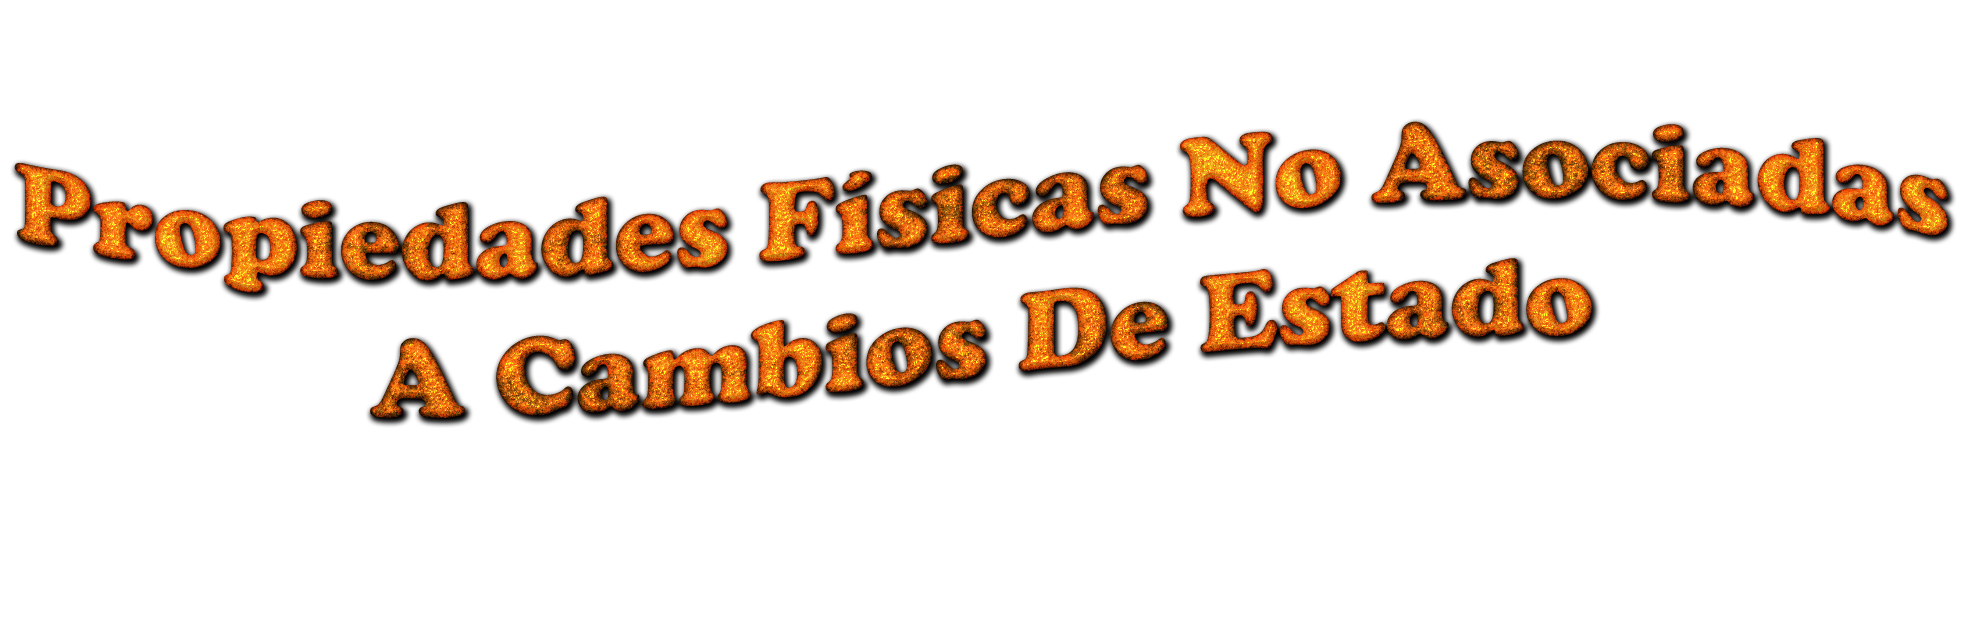 Propiedades Físicas No Asociadas
A Cambios De Estado